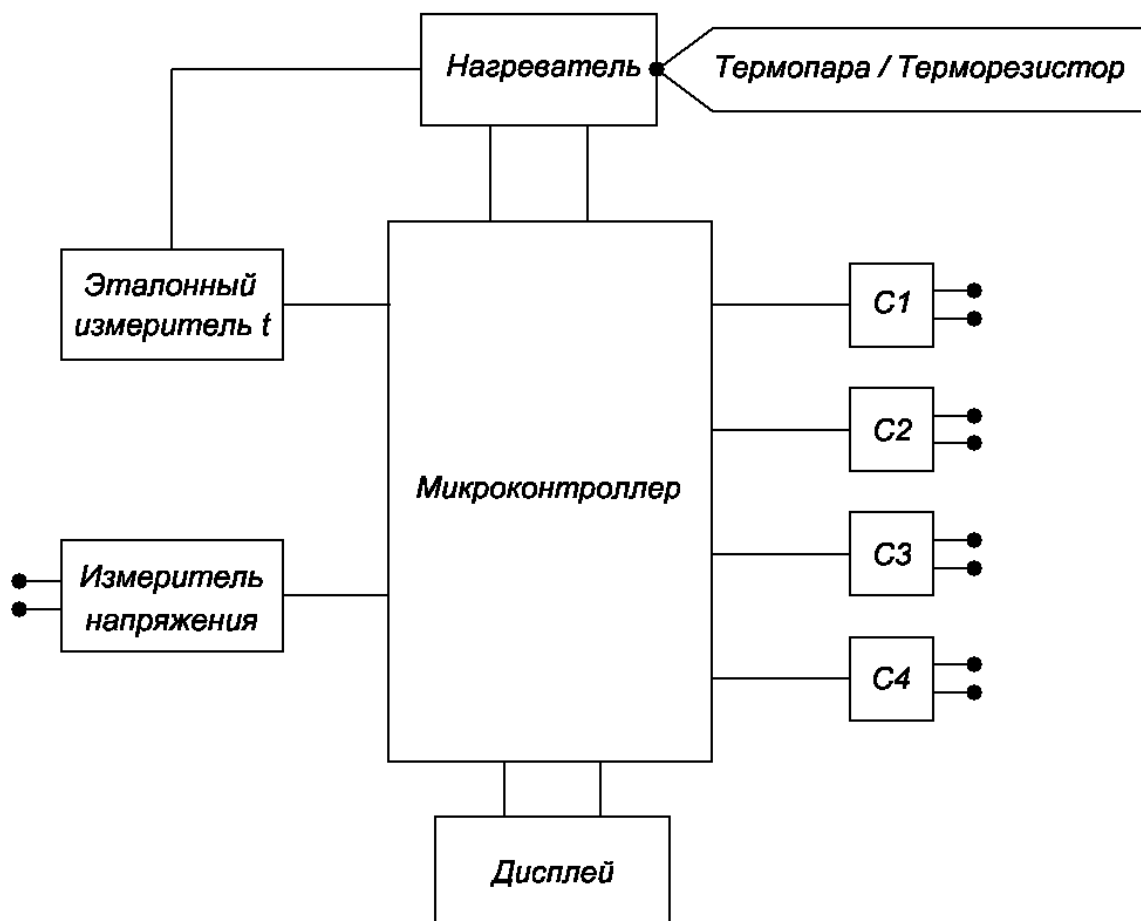 Нагреватель
Термопара / Терморезистор
Эталонный
измеритель t
C1
C2
Микроконтроллер
C3
Измеритель
напряжения
C4
Дисплей